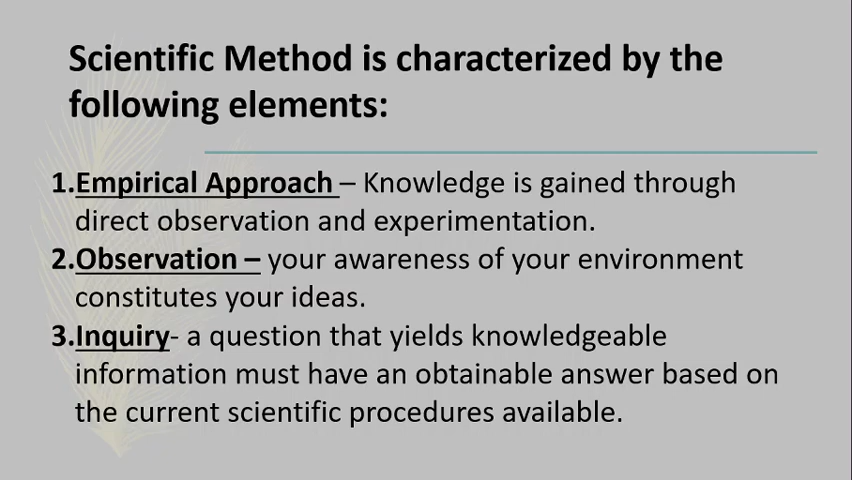 Scientific Method is characterized by the
following elements:
1.Empirical Approach – Knowledge is gained through
direct observation and experimentation.
2.Observation – your awareness of your environment
constitutes your ideas.
3.Inquiry- a question that yields knowledgeable
information must have an obtainable answer based on
the current scientific procedures available.